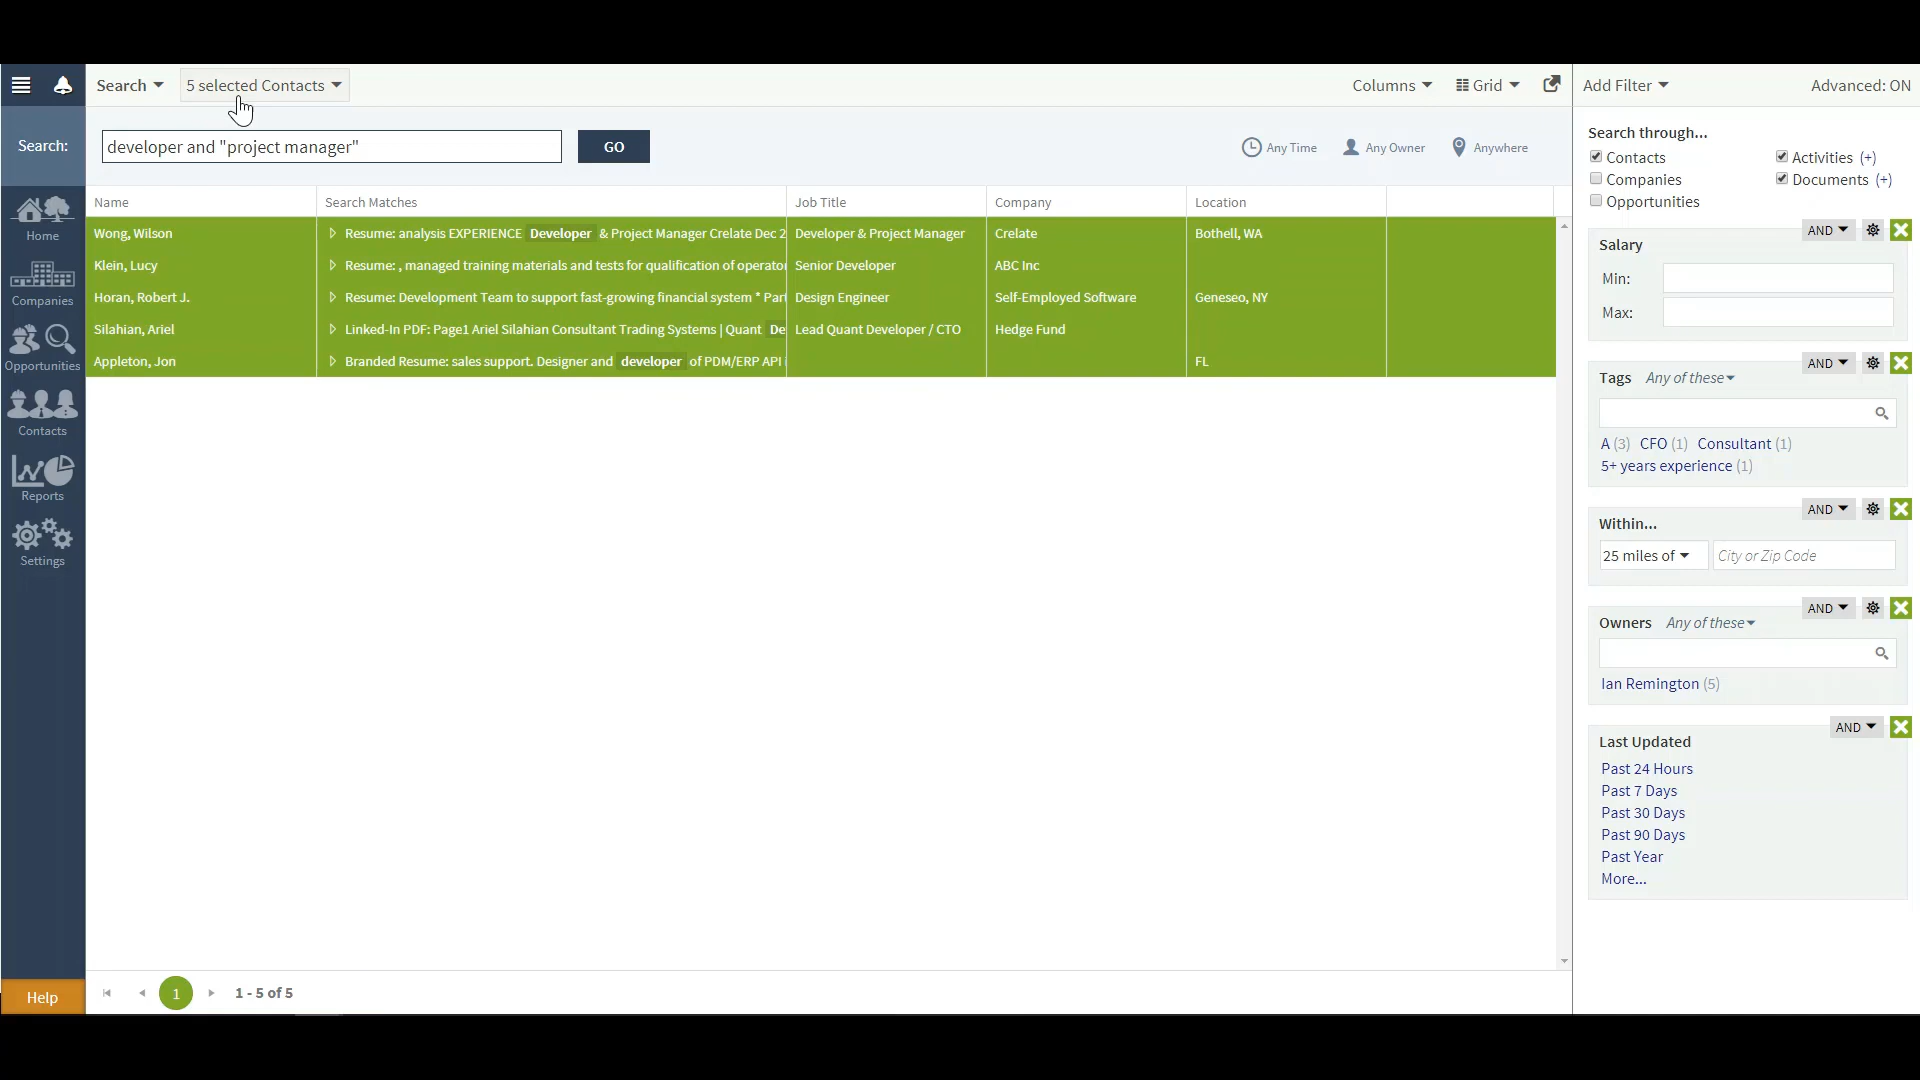 Search
5 selected Contacts
Columns
Grid
Add Filter
Advanced: ON
Search:
developer and "project manager"
GO
Any Time
Any Owner
Anywhere
Search through...
Contacts
Activities (+)
Companies
Documents (+)
Opportunities
Name
Search Matches
Job Title
Company
Location
Wong, Wilson
Resume: analysis EXPERIENCE Developer & Project Manager Crelate Dec 2
Developer & Project Manager
Crelate
Bothell, WA
Klein, Lucy
Resume: , managed training materials and tests for qualification of operator
Senior Developer
ABC Inc
Horan, Robert J.
Resume: Development Team to support fast-growing financial system * Part
Design Engineer
Self-Employed Software
Geneseo, NY
Silahian, Ariel
Linked-In PDF: Page1 Ariel Silahian Consultant Trading Systems | Quant De
Lead Quant Developer / CTO
Hedge Fund
Appleton, Jon
Branded Resume: sales support. Designer and developer of PDM/ERP API
FL
Home
Companies
Opportunities
Contacts
Reports
Settings
Help
AND
Salary
Min:
Max:
AND
Tags Any of these
A (3) CFO (1) Consultant (1)
5+ years experience (1)
AND
Within...
25 miles of
City or Zip Code
AND
Owners Any of these
Ian Remington (5)
AND
Last Updated
Past 24 Hours
Past 7 Days
Past 30 Days
Past 90 Days
Past Year
More...
1
1 - 5 of 5